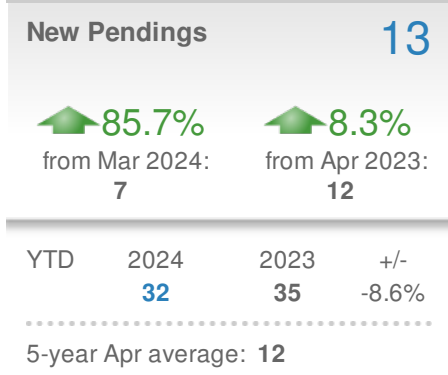 New Pendings 13
85.7% 8.3%
from Mar 2024: from Apr 2023:
7 12
YTD 2024 2023 +/-
32 35 -8.6%
5-year Apr average: 12